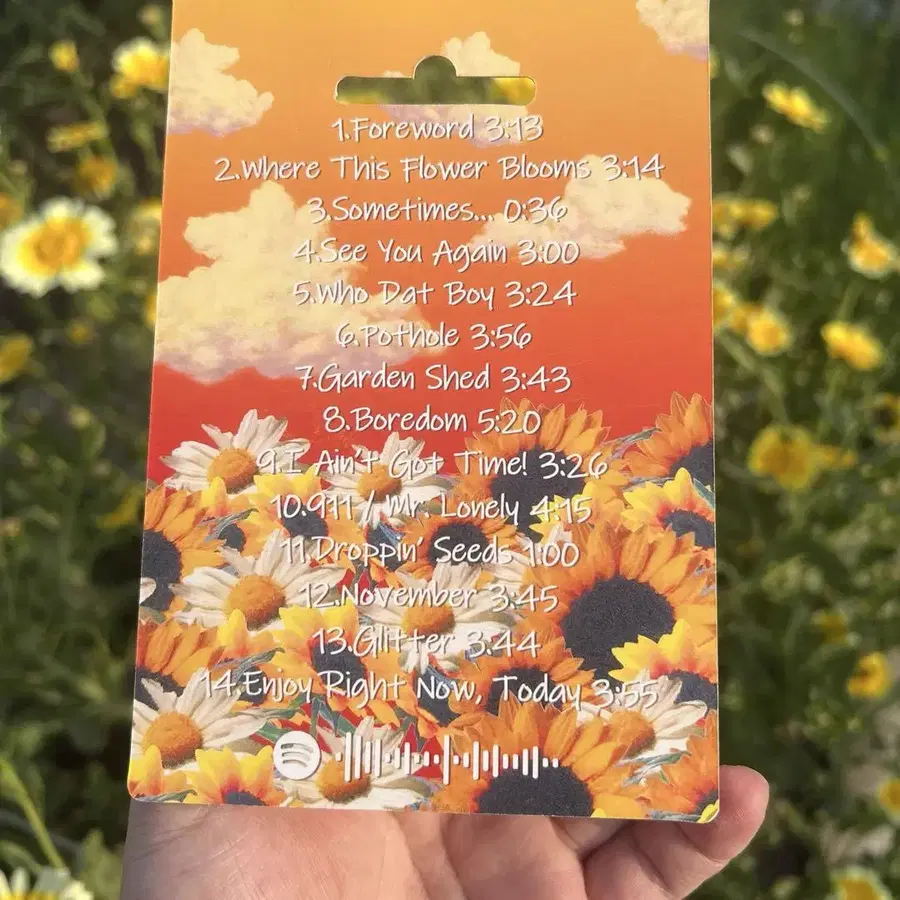 1.Foreword 3:13
2.Where This Flower Blooms 3:14
3.Sometimes... 0:36
4.See You Again 3:00
5.Who Dat Boy 3:24
6.Pothole 3:56
7.Garden Shed 3:43
8.Boredom 5:20
9.I Ain't Got Time! 3:26
10.911 / Mr. Lonely 4:15
11.Droppin' Seeds 1:00
12.November 3:45
13.Glitter 3:44
14.Enjoy Right Now, Today 3:55